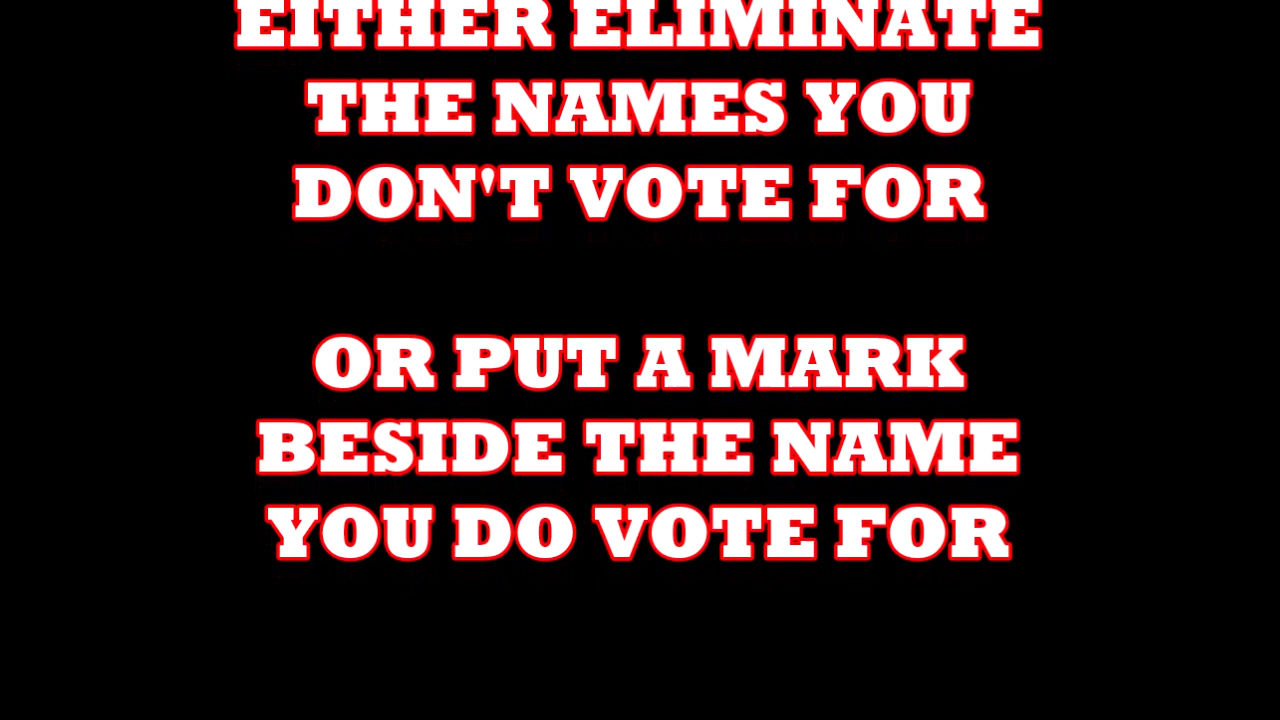 EITHER ELIMINATE
THE NAMES YOU
DON'T VOTE FOR
OR PUT A MARK
BESIDE THE NAME
YOU DO VOTE FOR